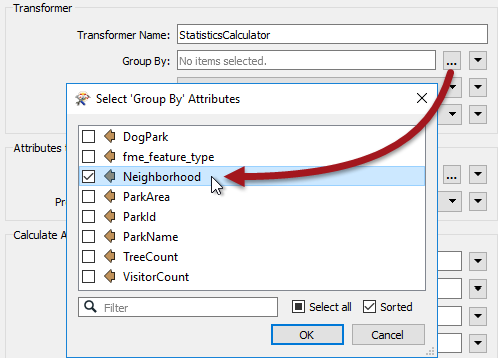 Transformer
Transformer Name: StatisticsCalculator
Group By: No items selected.
Select 'Group By' Attributes
DogPark
fme_feature_type
Neighborhood
ParkArea
ParkId
ParkName
TreeCount
VisitorCount
Filter
Select all
Sorted
OK
Cancel
Attributes
Calculate A